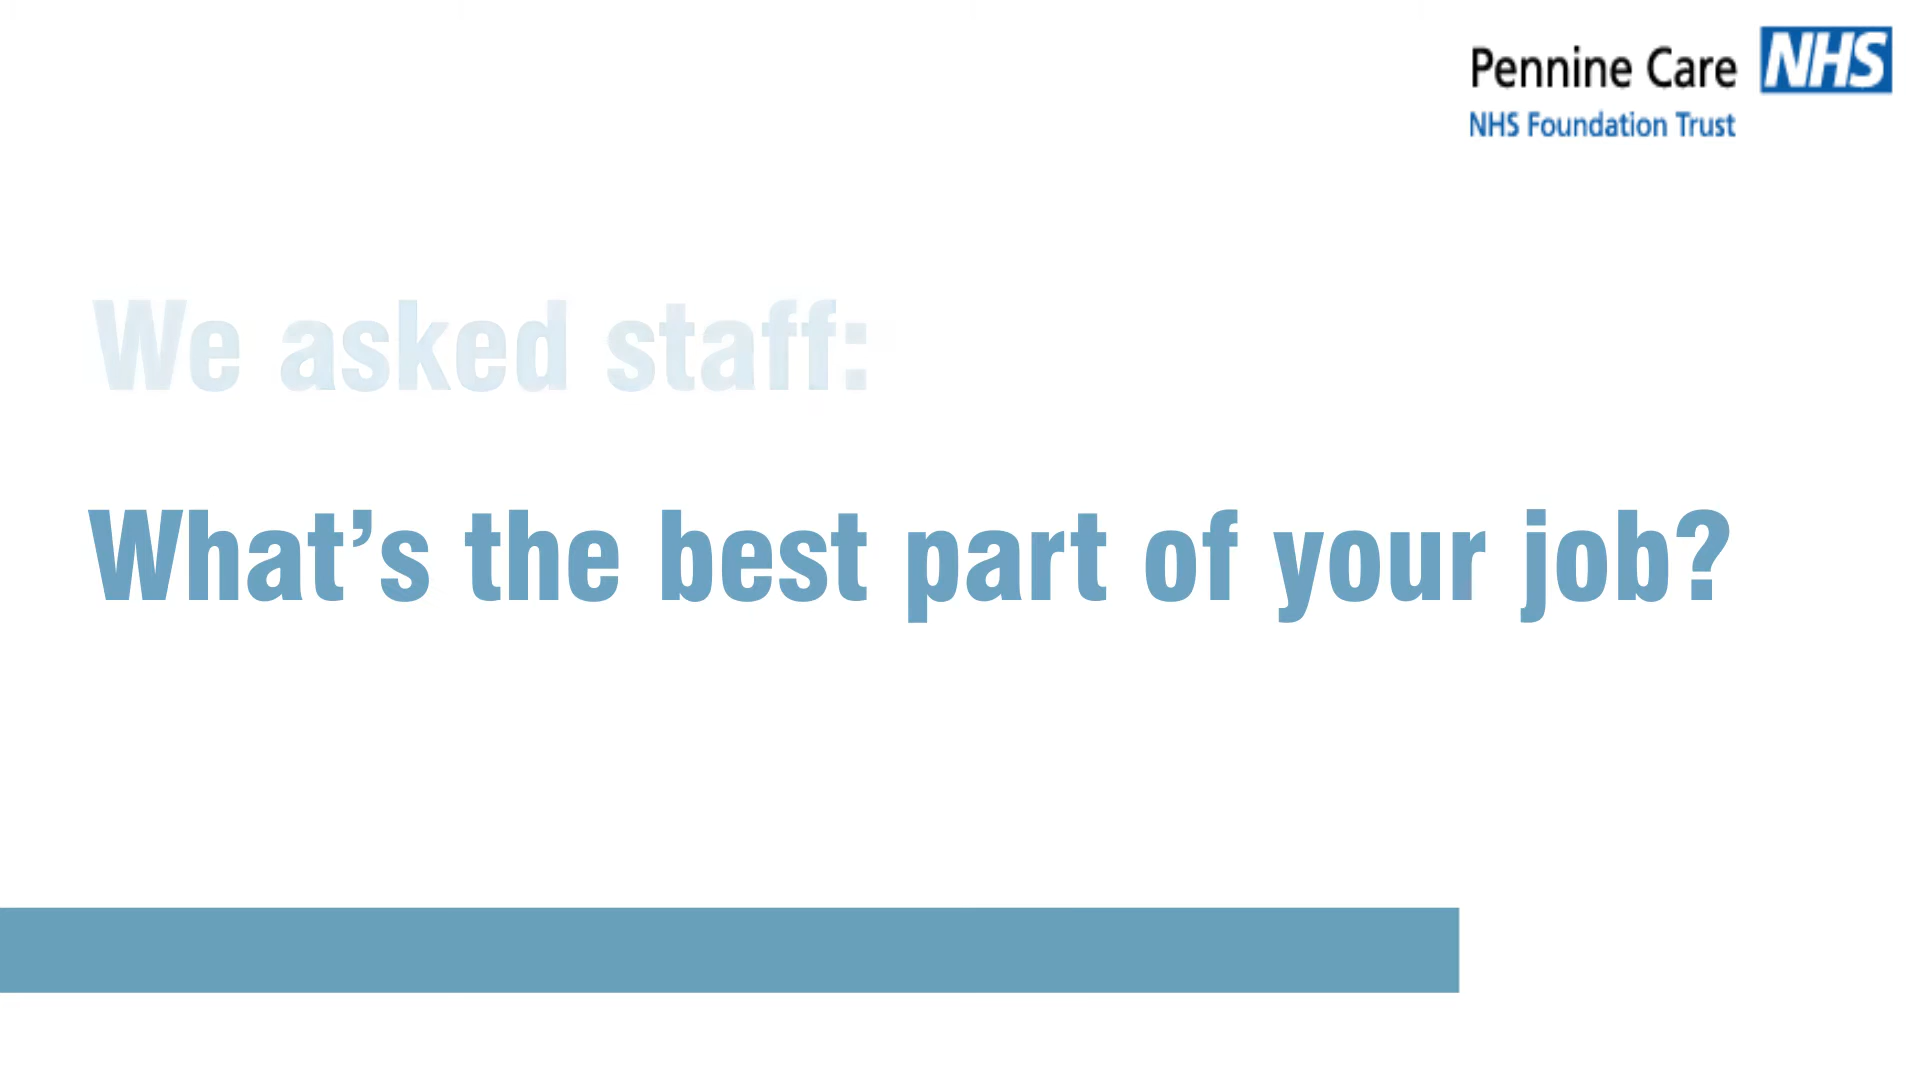 Pennine Care NHS
NHS Foundation Trust
We asked staff:
What’s the best part of your job?